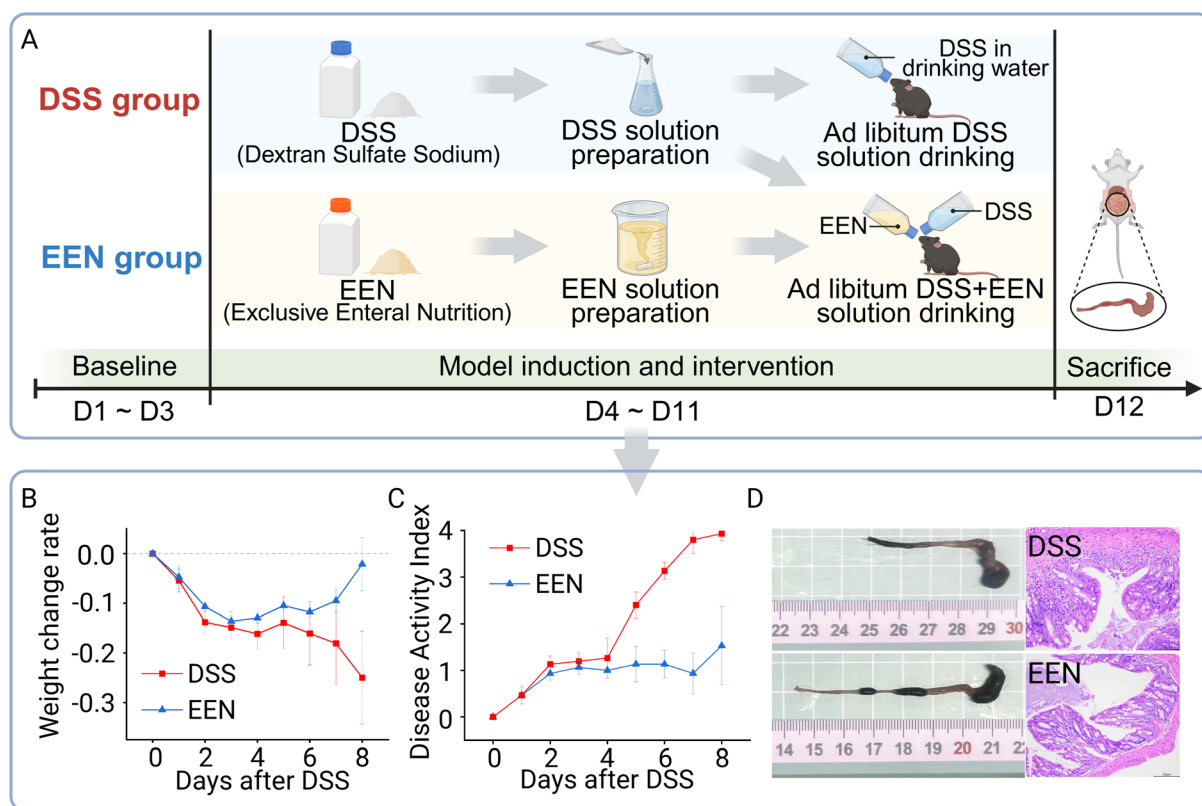 A
DSS group
DSS
(Dextran Sulfate Sodium)
DSS solution
preparation
DSS in
drinking water
Ad libitum DSS
solution drinking
EEN group
EEN
(Exclusive Enteral Nutrition)
EEN solution
preparation
EEN
DSS
Ad libitum DSS+EEN
solution drinking
Baseline
Model induction and intervention
Sacrifice
D1 ~ D3
D4 ~ D11
D12
B
Weight change rate
0.0
-0.1
-0.2
-0.3
DSS
EEN
0 2 4 6 8
Days after DSS
C
Disease Activity Index
4
3
2
1
0
DSS
EEN
0 2 4 6 8
Days after DSS
D
22 23 24 25 26 27 28 29 30
DSS
14 15 16 17 18 19 20 21
EEN